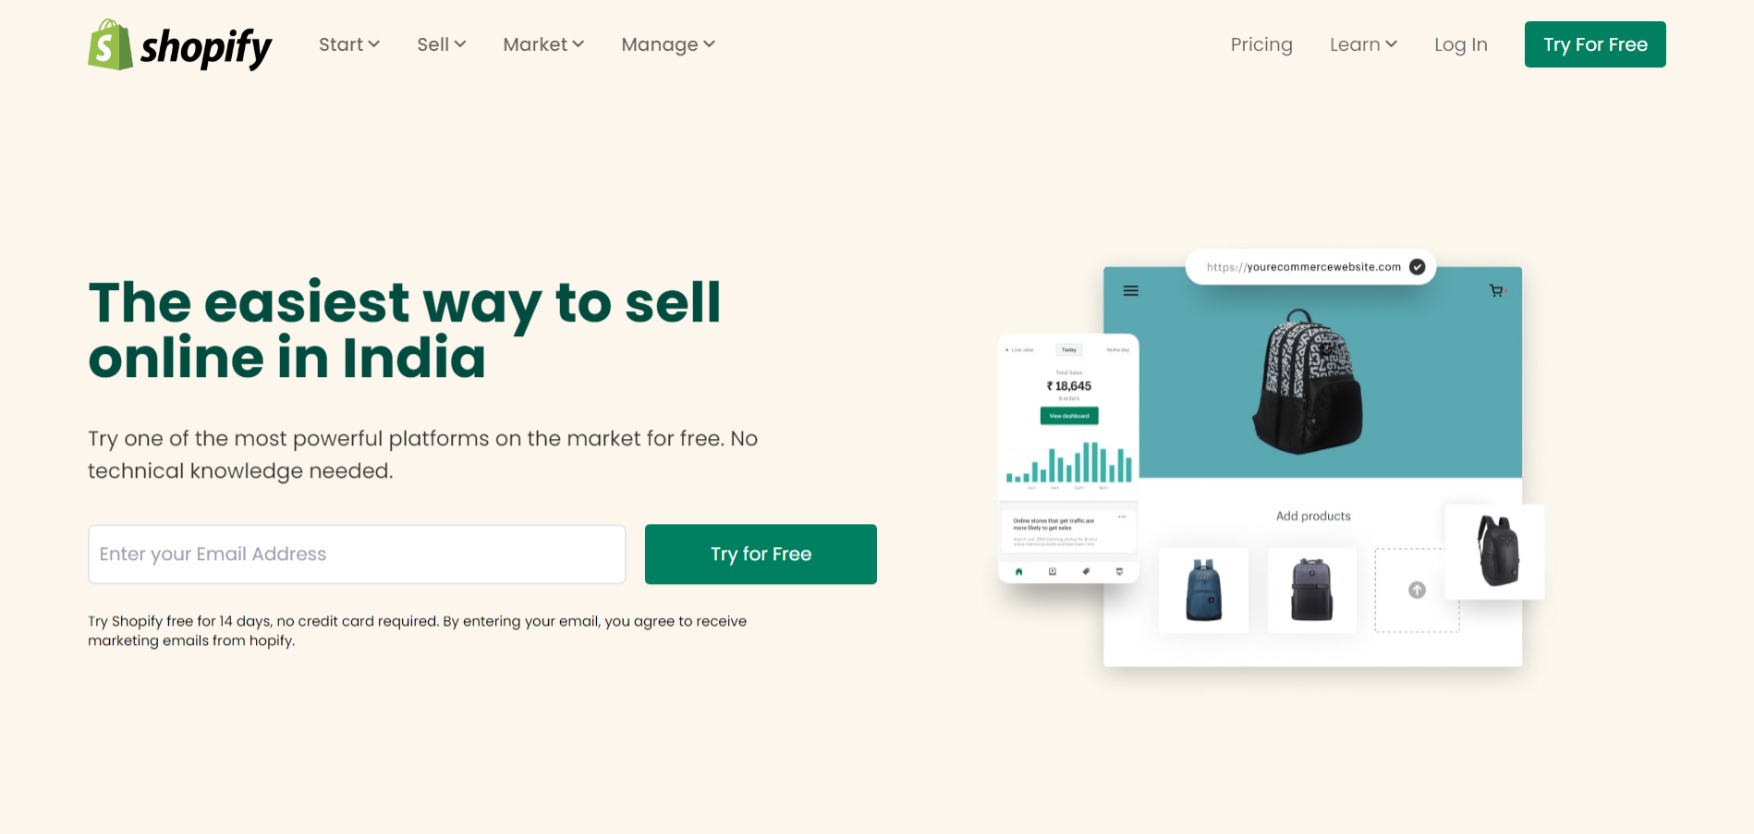 shopify
Start
Sell
Market
Manage
Pricing
Learn
Log In
Try For Free
The easiest way to sell
online in India
Try one of the most powerful platforms on the market for free. No
technical knowledge needed.
Enter your Email Address
Try for Free
Try Shopify free for 14 days, no credit card required. By entering your email, you agree to receive
marketing emails from hopify.
https://yourecommercewebsite.com
Live view
Today
Yesterday
Total Sales
₹ 18,645
orders
View dashboard
Online stores that get traffic are
more likely to get sales
Add products